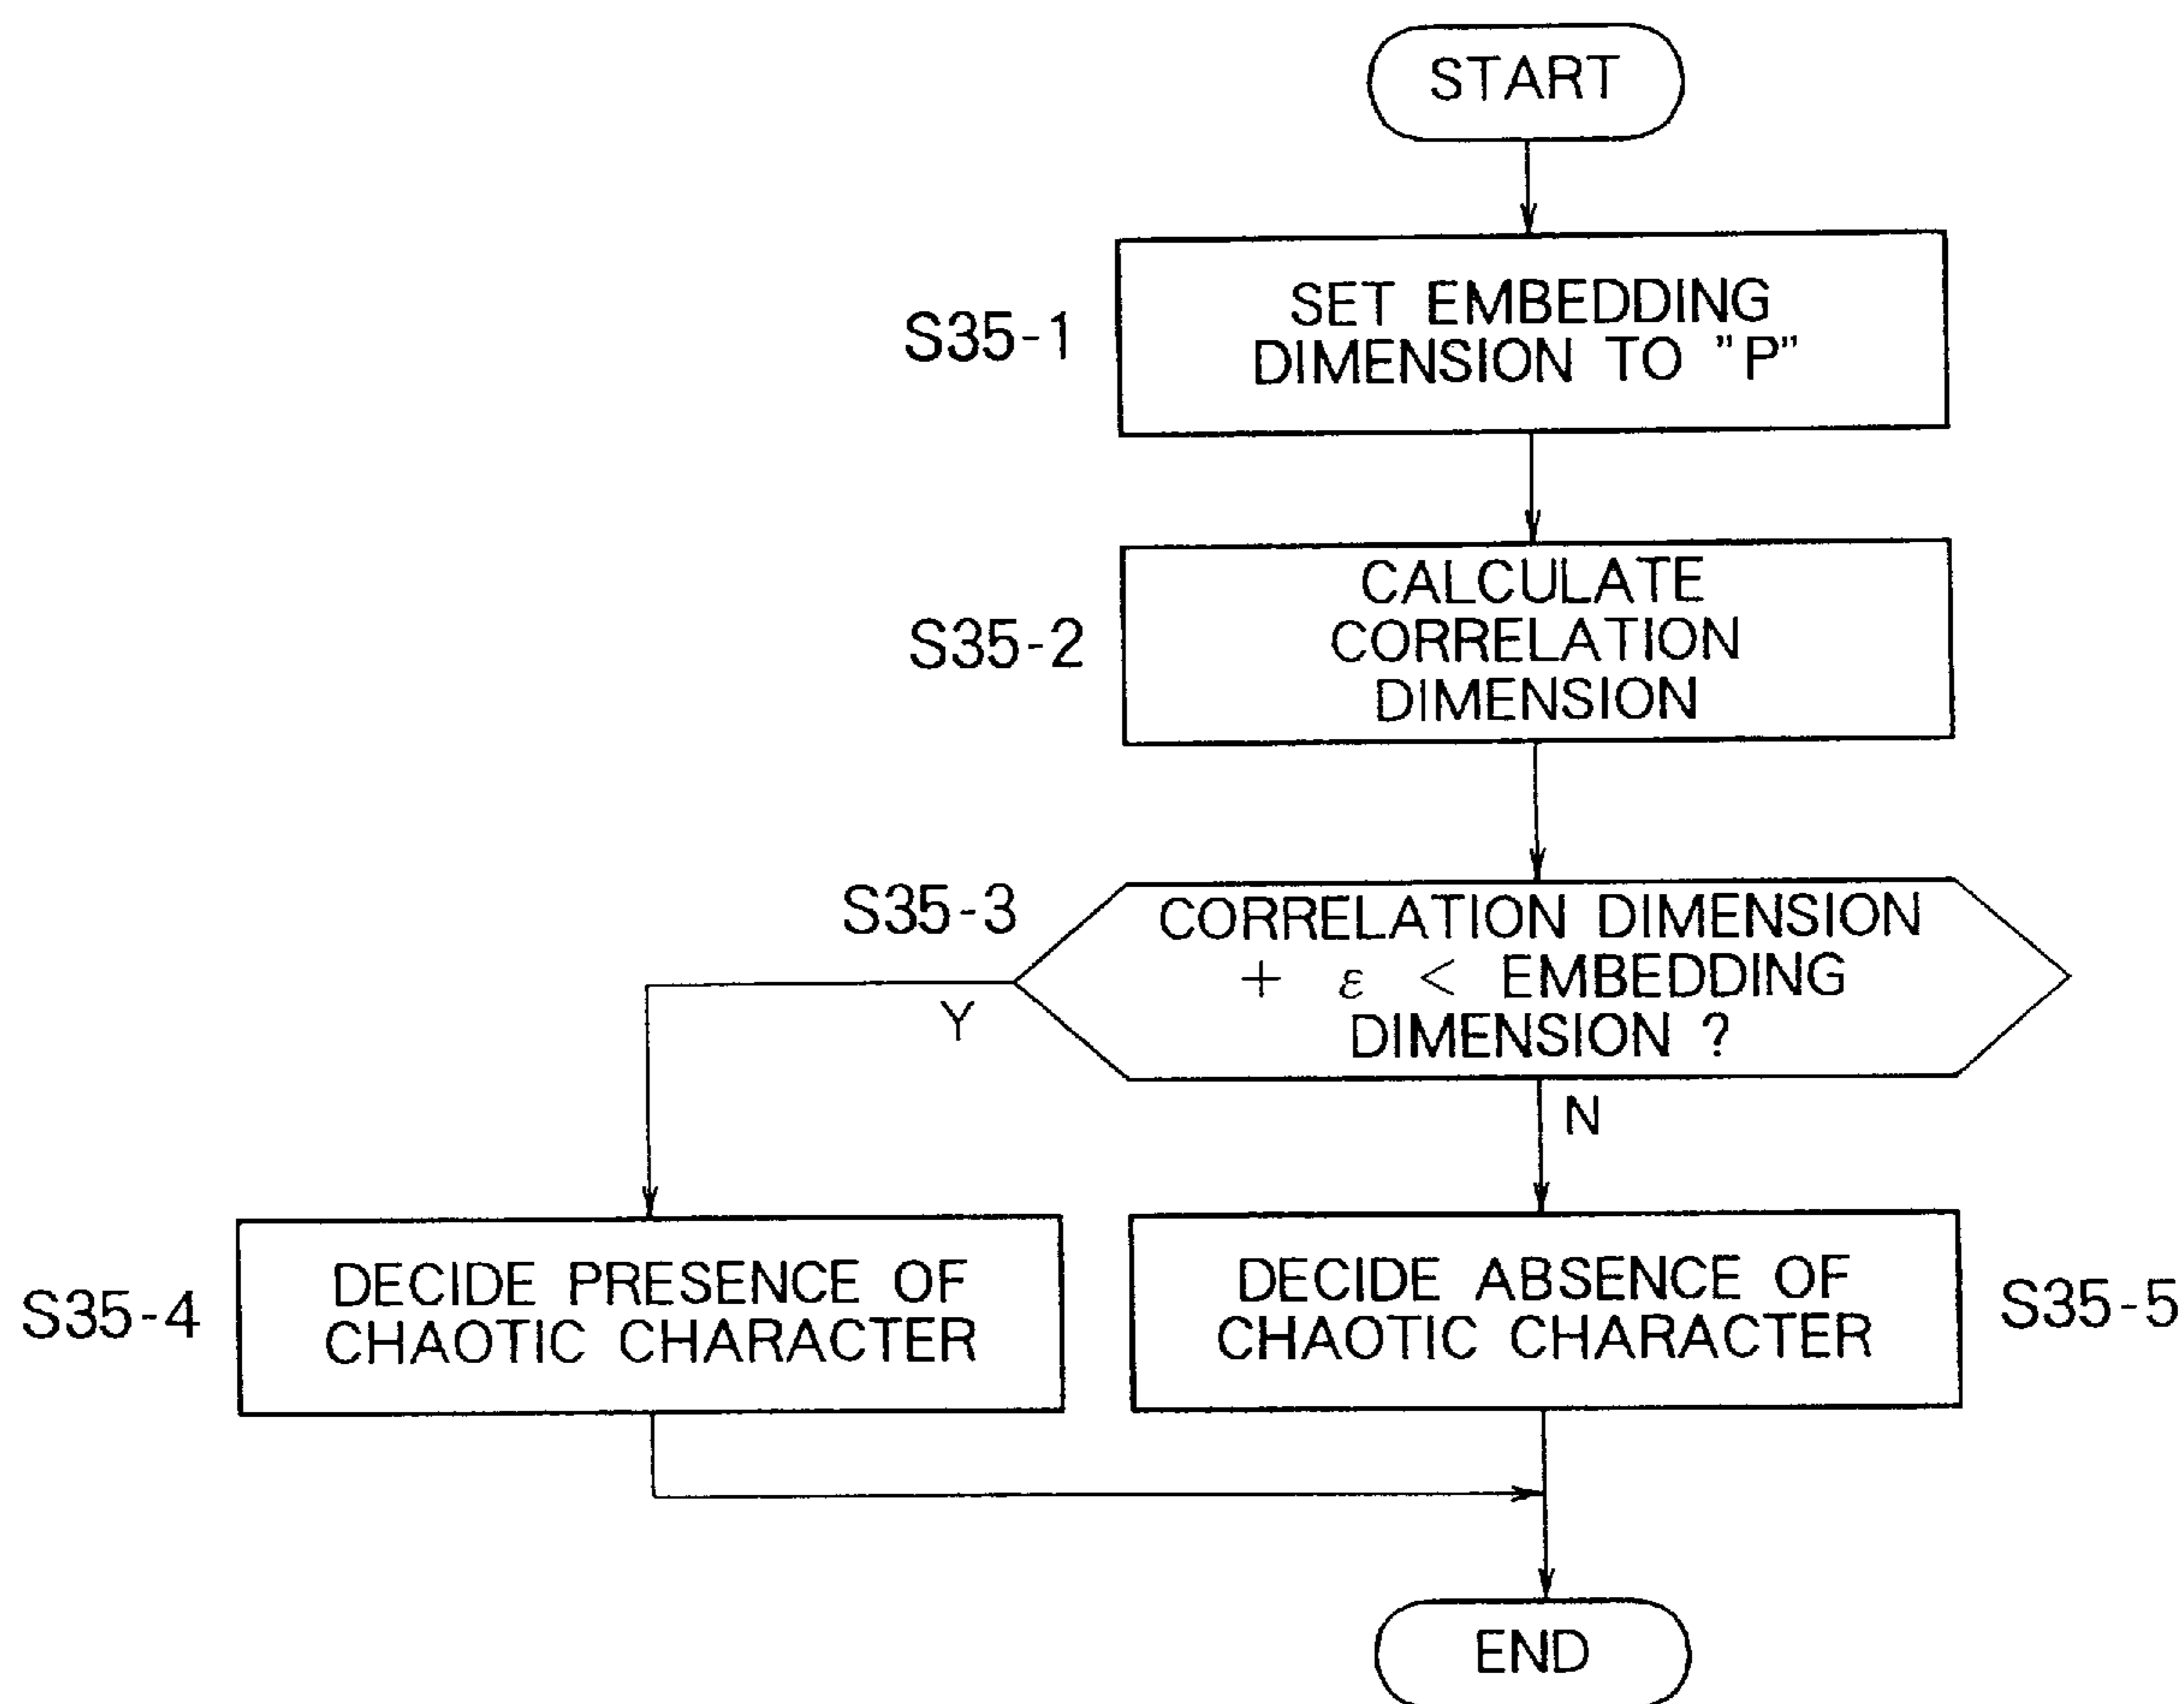 START
S35-1
SET EMBEDDING
DIMENSION TO "P"
S35-2
CALCULATE
CORRELATION
DIMENSION
S35-3
CORRELATION DIMENSION
+ ε < EMBEDDING
DIMENSION ?
Y
N
S35-4
DECIDE PRESENCE OF
CHAOTIC CHARACTER
DECIDE ABSENCE OF
CHAOTIC CHARACTER
S35-5
END